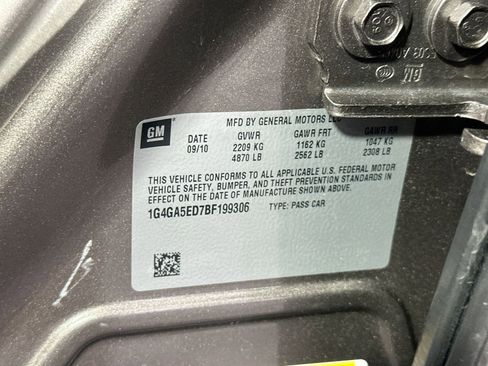 MFD BY GENERAL MOTORS LLC
GM
DATE GVWR GAWR FRT GAWR RR
09/10 2209 KG 1162 KG 1047 KG
4870 LB 2562 LB 2308 LB
THIS VEHICLE CONFORMS TO ALL APPLICABLE U.S. FEDERAL MOTOR
VEHICLE SAFETY, BUMPER, AND THEFT PREVENTION STANDARDS IN
EFFECT ON THE DATE OF MANUFACTURE SHOWN ABOVE.
1G4GA5ED7BF199306 TYPE: PASS CAR
GM